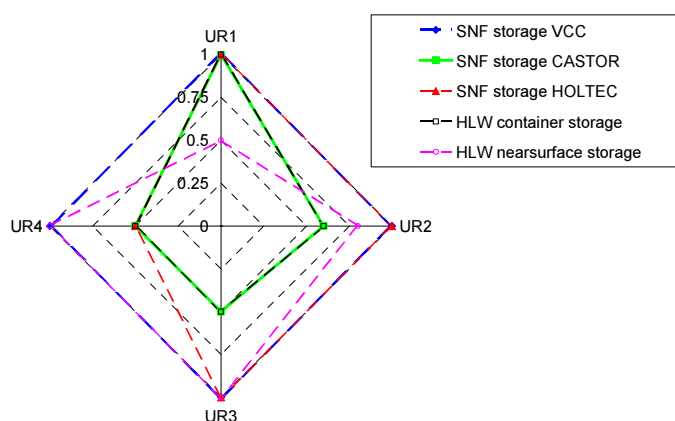 UR1
1
0.75
0.5
0.25
0
UR4
UR2
UR3
SNF storage VCC
SNF storage CASTOR
SNF storage HOLTEC
HLW container storage
HLW nearsurface storage